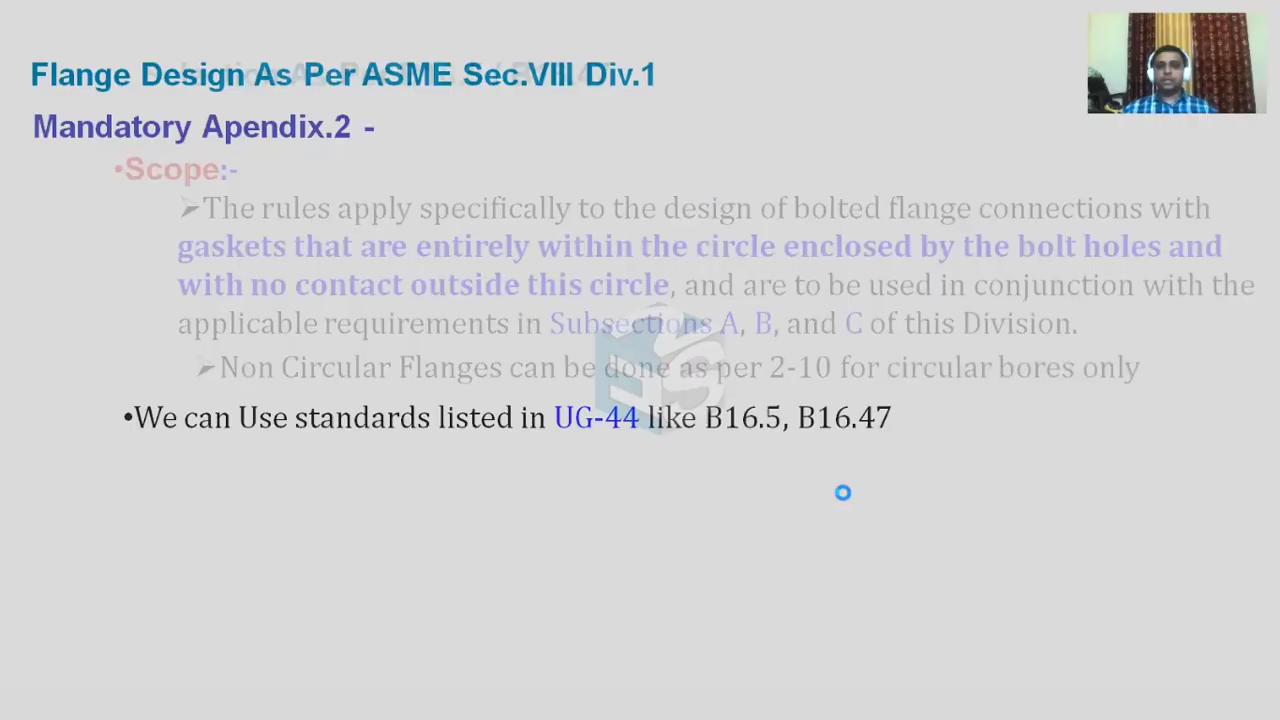 Flange Design As Per ASME Sec.VIII Div.1
Mandatory Apendix.2 -
•Scope:-
➢The rules apply specifically to the design of bolted flange connections with
gaskets that are entirely within the circle enclosed by the bolt holes and
with no contact outside this circle, and are to be used in conjunction with the
applicable requirements in Subsections A, B, and C of this Division.
➢Non Circular Flanges can be done as per 2-10 for circular bores only
•We can Use standards listed in UG-44 like B16.5, B16.47